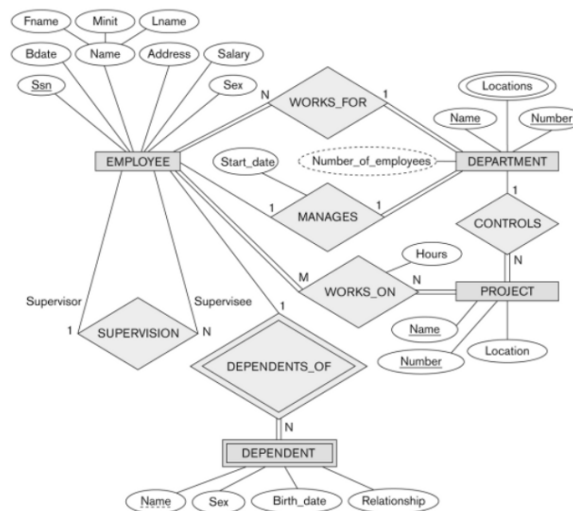 Fname Minit Lname
Bdate Name Address Salary
Ssn Sex
Locations
N 1
WORKS_FOR
Name Number
EMPLOYEE
Start_date Number_of_employees DEPARTMENT
1 MANAGES 1
1
CONTROLS
Hours
M N
WORKS_ON N PROJECT
Supervisor Supervisee
1 SUPERVISION N
1
Name
Number Location
DEPENDENTS_OF
N
DEPENDENT
Name Sex Birth_date Relationship